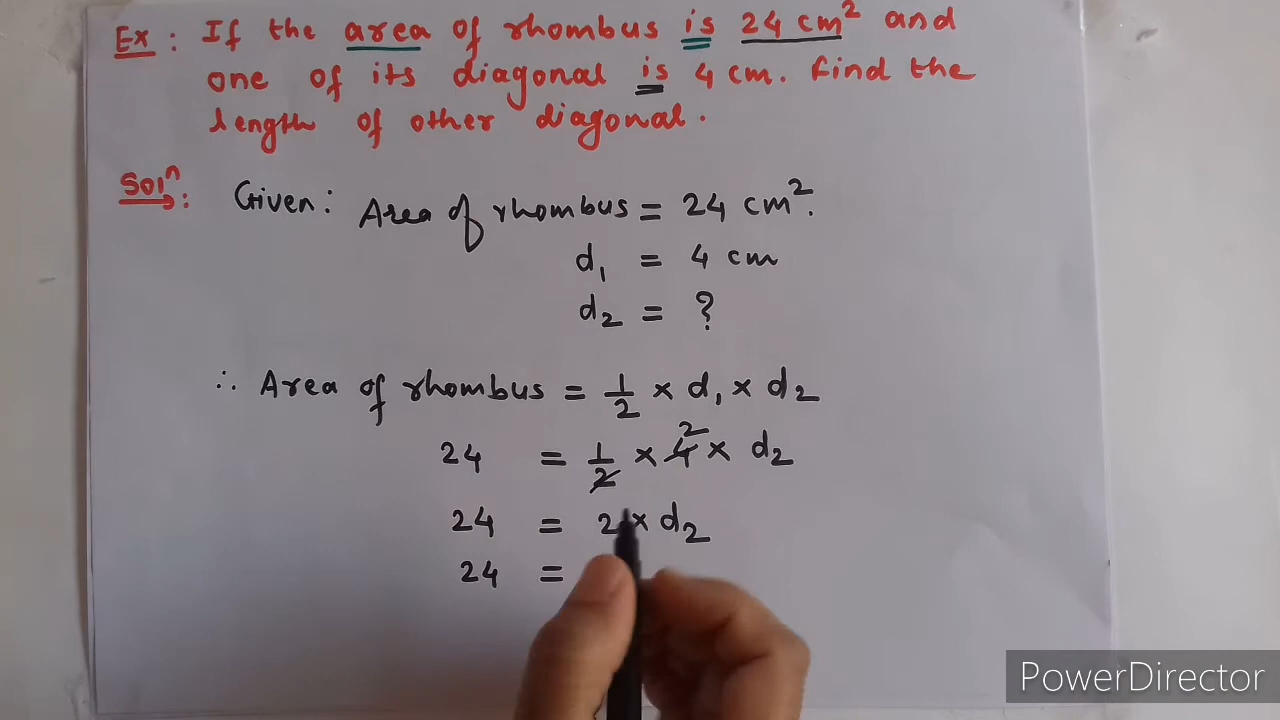 Ex : If the area of rhombus is 24 cm² and
one of its diagonal is 4 cm. Find the
length of other diagonal.
Solⁿ: Given: Area of rhombus = 24 cm².
d₁ = 4 cm
d₂ = ?
∴ Area of rhombus = 1/2 × d₁ × d₂
24 = 1/2 × 4 2 × d₂
24 = 2 × d₂
24 =
PowerDirector